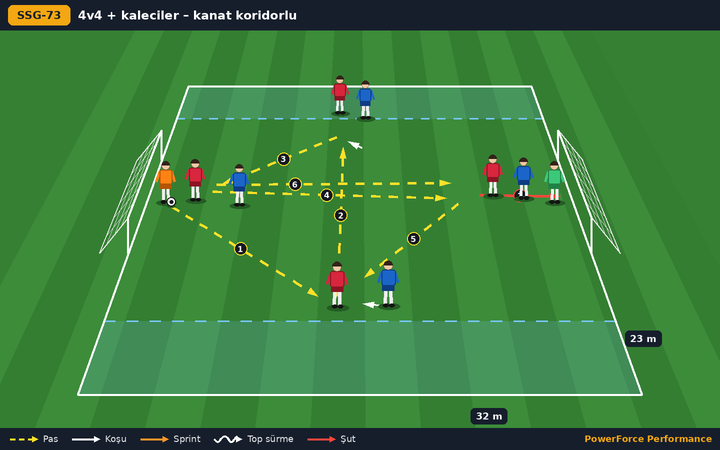 SSG-73 4v4 + kaleciler – kanat koridorlu
3
6
4
2
5
1
23 m
32 m
Pas Koşu Sprint Top sürme Şut PowerForce Performance